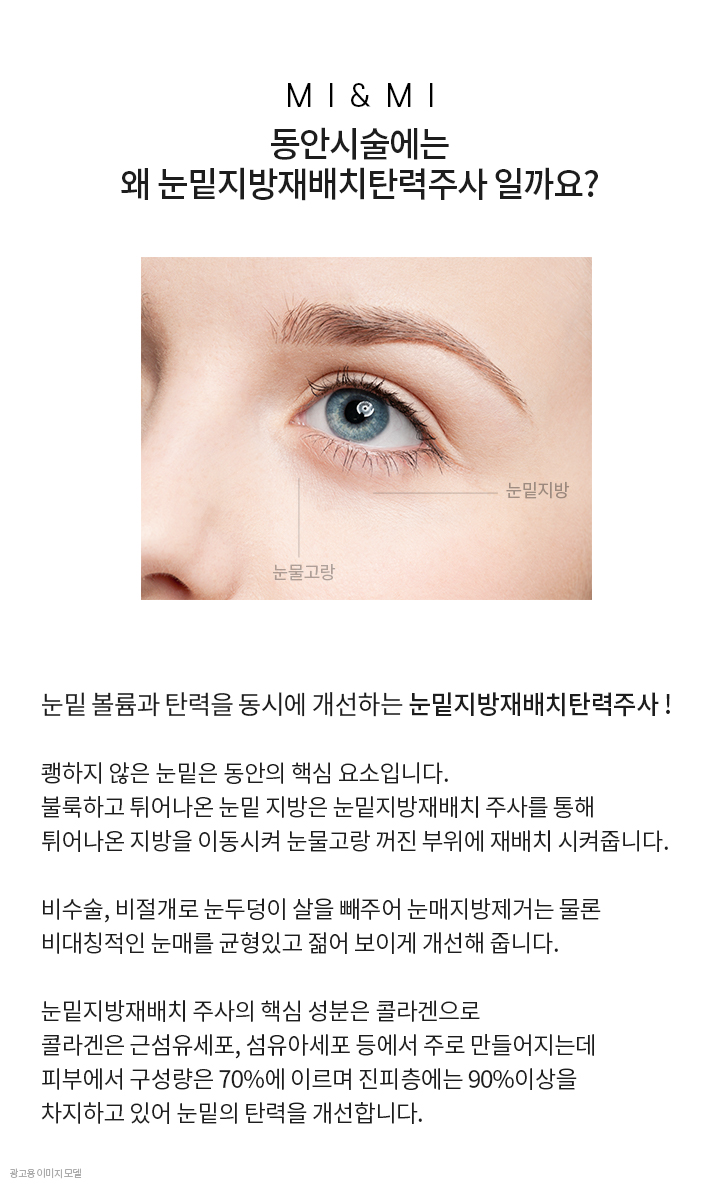 MI&MI
동안시술에는
왜 눈밑지방재배치탄력주사 일까요?
눈밑지방
눈물고랑
눈밑 볼륨과 탄력을 동시에 개선하는 눈밑지방재배치탄력주사 !
쾡하지 않은 눈밑은 동안의 핵심 요소입니다.
불룩하고 튀어나온 눈밑 지방은 눈밑지방재배치 주사를 통해
튀어나온 지방을 이동시켜 눈물고랑 꺼진 부위에 재배치 시켜줍니다.
비수술, 비절개로 눈두덩이 살을 빼주어 눈매지방제거는 물론
비대칭적인 눈매를 균형있고 젊어 보이게 개선해 줍니다.
눈밑지방재배치 주사의 핵심 성분은 콜라겐으로
콜라겐은 근섬유세포, 섬유아세포 등에서 주로 만들어지는데
피부에서 구성량은 70%에 이르며 진피층에는 90%이상을
차지하고 있어 눈밑의 탄력을 개선합니다.
광고용 이미지 모델